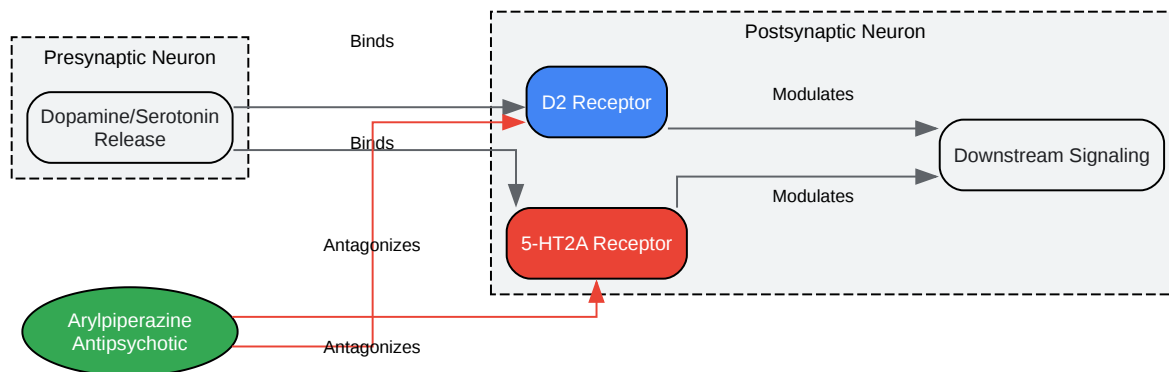 Postsynaptic Neuron
Binds
Presynaptic Neuron
D2 Receptor
Modulates
Dopamine/Serotonin
Release
Binds
Downstream Signaling
Modulates
5-HT2A Receptor
Antagonizes
Arylpiperazine
Antipsychotic
Antagonizes